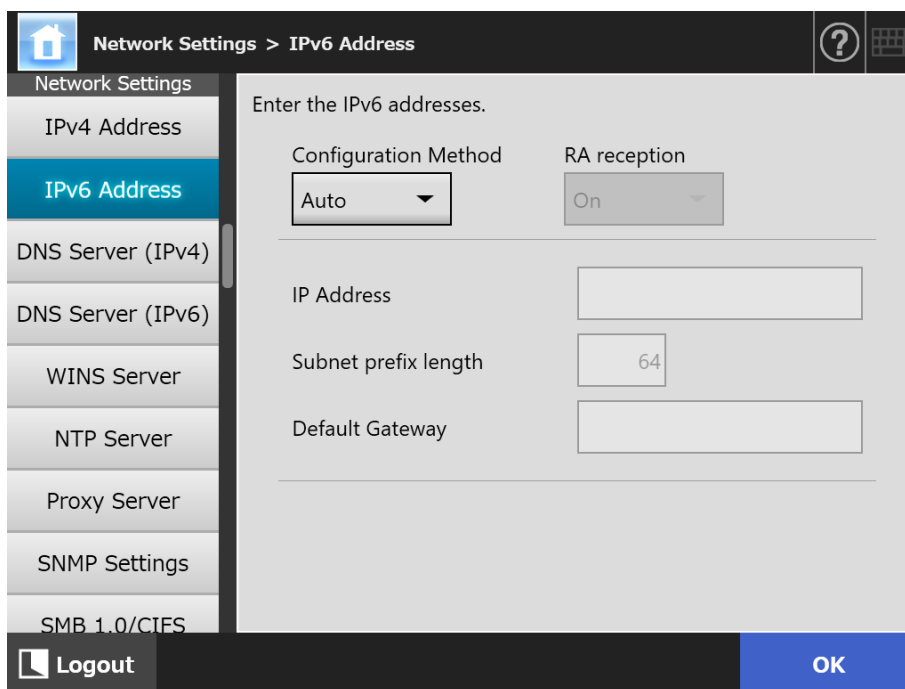 Network Settings > IPv6 Address
?
Network Settings
IPv4 Address
IPv6 Address
DNS Server (IPv4)
DNS Server (IPv6)
WINS Server
NTP Server
Proxy Server
SNMP Settings
SMB 1.0/CIFS
Enter the IPv6 addresses.
Configuration Method RA reception
Auto On
IP Address
Subnet prefix length 64
Default Gateway
Logout OK